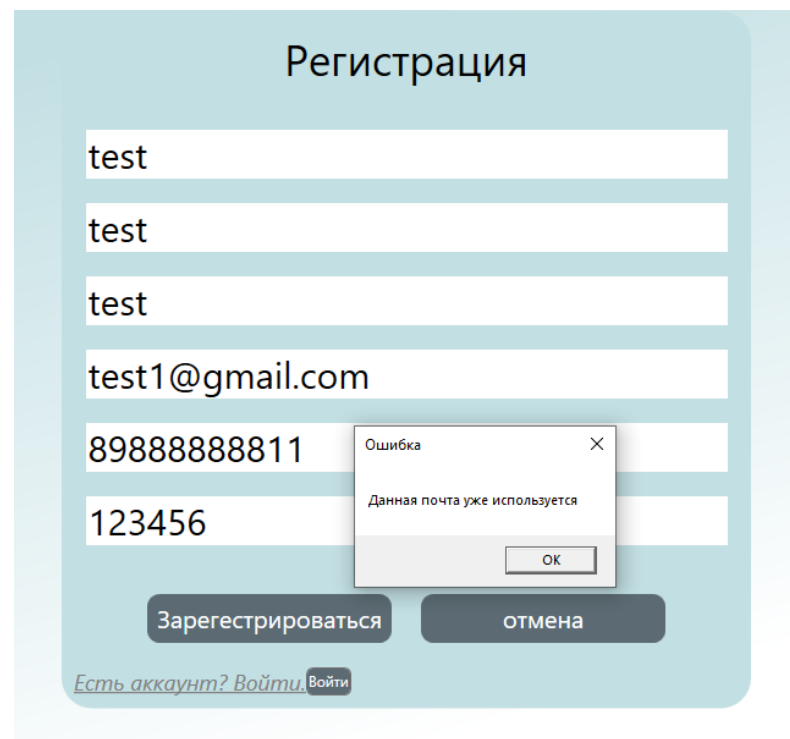 Регистрация
test
test
test
test1@gmail.com
89888888811
123456
Ошибка
Данная почта уже используется
ОК
Зарегестрироваться
отмена
Есть аккаунт? Войти.
Войти